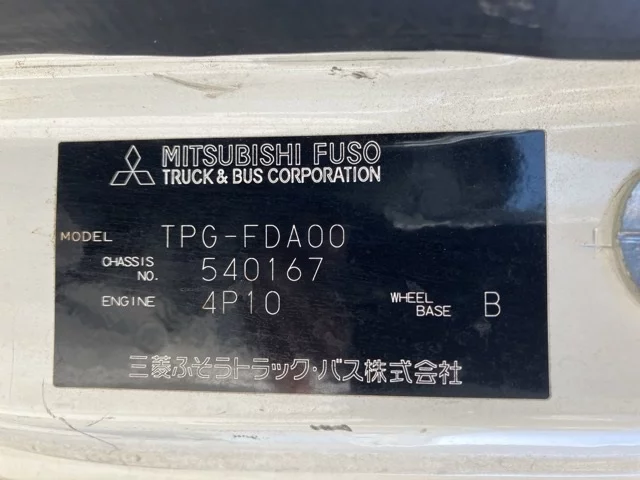 MITSUBISHI FUSO
TRUCK & BUS CORPORATION
MODEL TPG-FDA00
CHASSIS NO. 540167
ENGINE 4P10 WHEEL BASE B
三菱ふそうトラック・バス株式会社